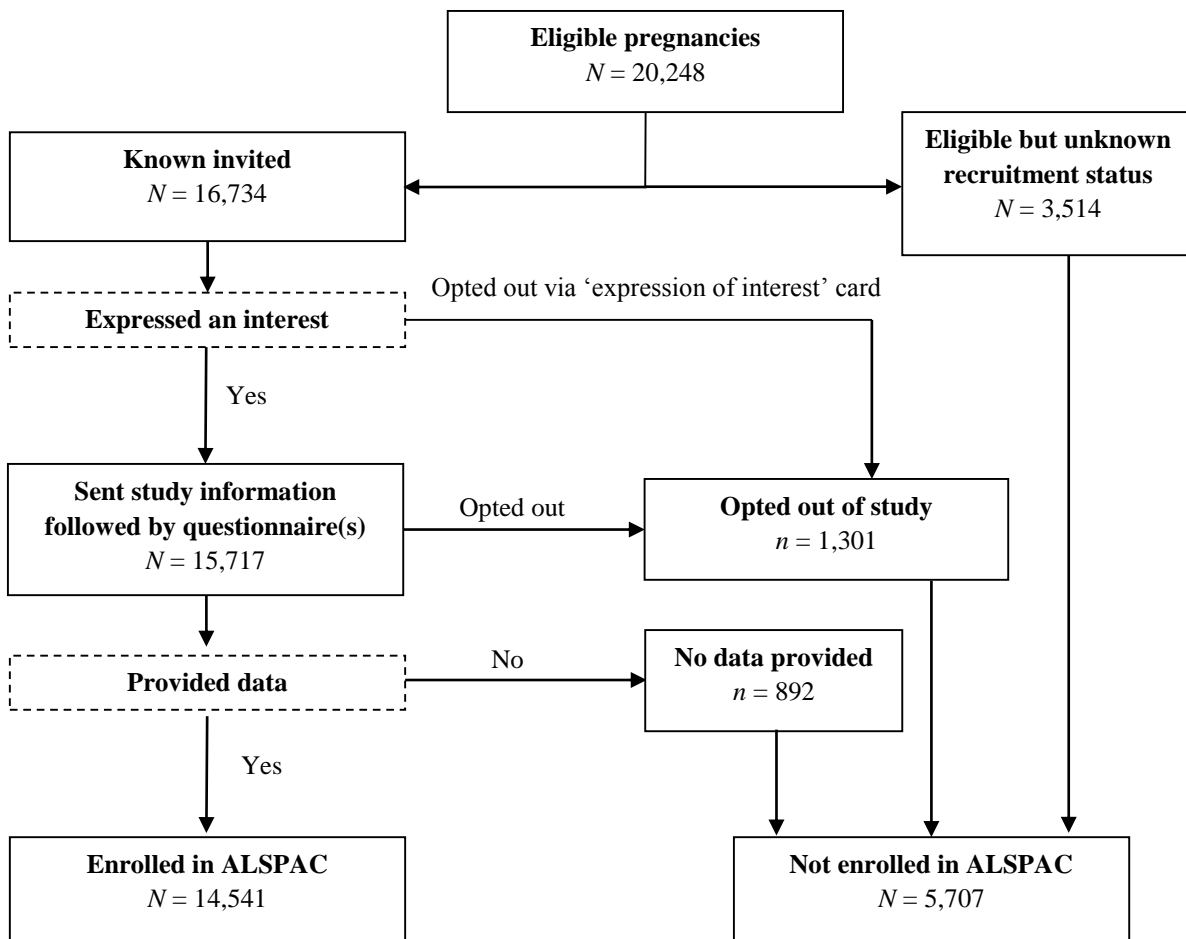 Eligible pregnancies
N = 20,248
Known invited
N = 16,734
Eligible but unknown
recruitment status
N = 3,514
Expressed an interest
Opted out via ‘expression of interest’ card
Yes
Sent study information
followed by questionnaire(s)
N = 15,717
Opted out
Opted out of study
n = 1,301
Provided data
No
No data provided
n = 892
Yes
Enrolled in ALSPAC
N = 14,541
Not enrolled in ALSPAC
N = 5,707